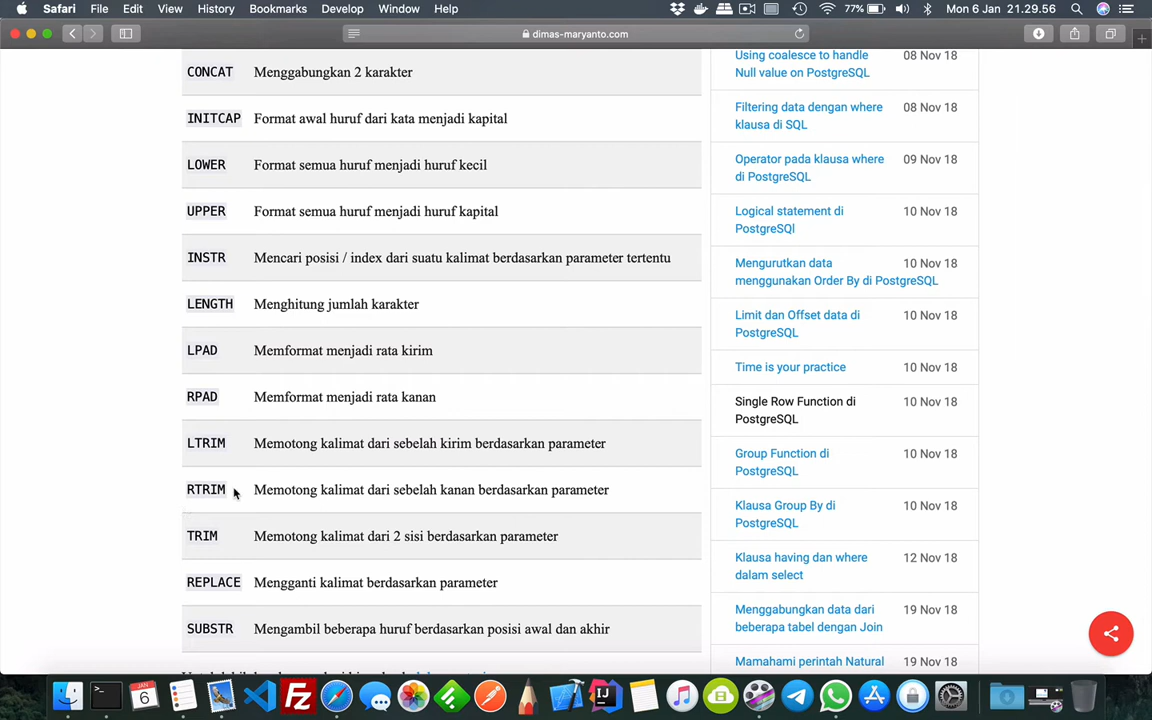 Safari File Edit View History Bookmarks Develop Window Help 77% Mon 6 Jan 21.29.56
dimas-maryanto.com
CONCAT Menggabungkan 2 karakter
INITCAP Format awal huruf dari kata menjadi kapital
LOWER Format semua huruf menjadi huruf kecil
UPPER Format semua huruf menjadi huruf kapital
INSTR Mencari posisi / index dari suatu kalimat berdasarkan parameter tertentu
LENGTH Menghitung jumlah karakter
LPAD Memformat menjadi rata kirim
RPAD Memformat menjadi rata kanan
LTRIM Memotong kalimat dari sebelah kirim berdasarkan parameter
RTRIM Memotong kalimat dari sebelah kanan berdasarkan parameter
TRIM Memotong kalimat dari 2 sisi berdasarkan parameter
REPLACE Mengganti kalimat berdasarkan parameter
SUBSTR Mengambil beberapa huruf berdasarkan posisi awal dan akhir
Using coalesce to handle 08 Nov 18
Null value on PostgreSQL
Filtering data dengan where 08 Nov 18
klausa di SQL
Operator pada klausa where 09 Nov 18
di PostgreSQL
Logical statement di 10 Nov 18
PostgreSQl
Mengurutkan data 10 Nov 18
menggunakan Order By di PostgreSQL
Limit dan Offset data di 10 Nov 18
PostgreSQL
Time is your practice 10 Nov 18
Single Row Function di 10 Nov 18
PostgreSQL
Group Function di 10 Nov 18
PostgreSQL
Klausa Group By di 10 Nov 18
PostgreSQL
Klausa having dan where 12 Nov 18
dalam select
Menggabungkan data dari 19 Nov 18
beberapa tabel dengan Join
Mamahami perintah Natural 19 Nov 18
JAN
6
IJ